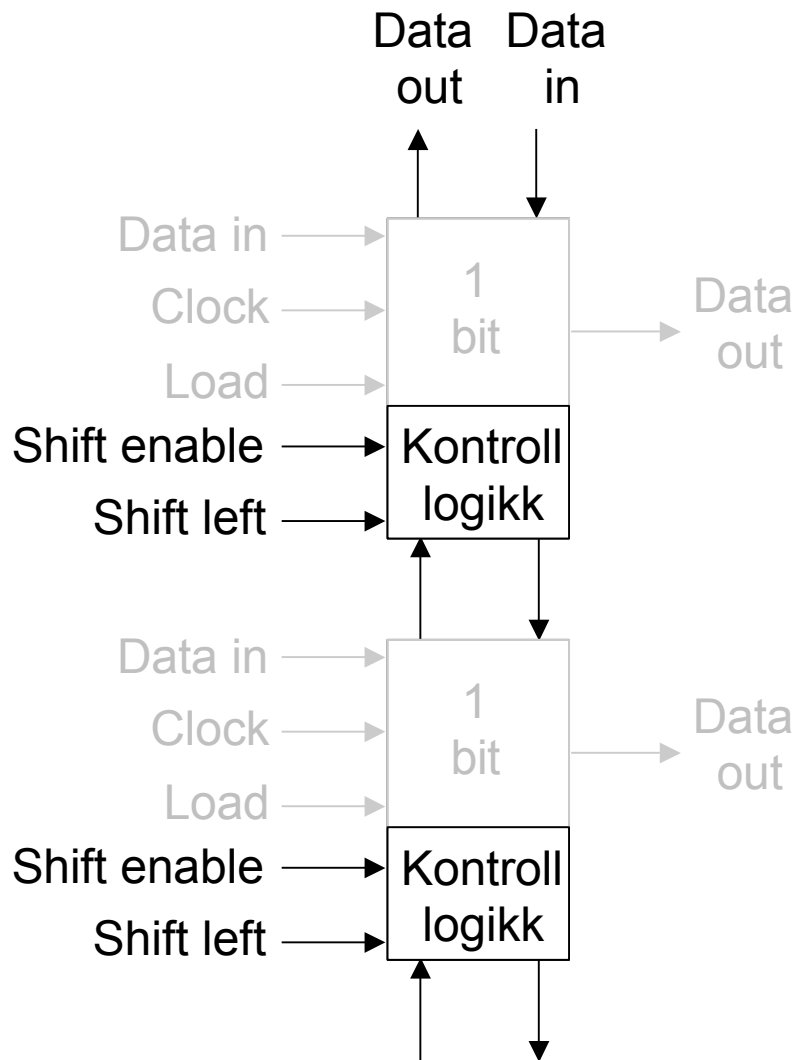 Data Data
out in
Data in
Clock
Load
1
bit
Data
out
Shift enable
Shift left
Kontroll
logikk
Data in
Clock
Load
1
bit
Data
out
Shift enable
Shift left
Kontroll
logikk